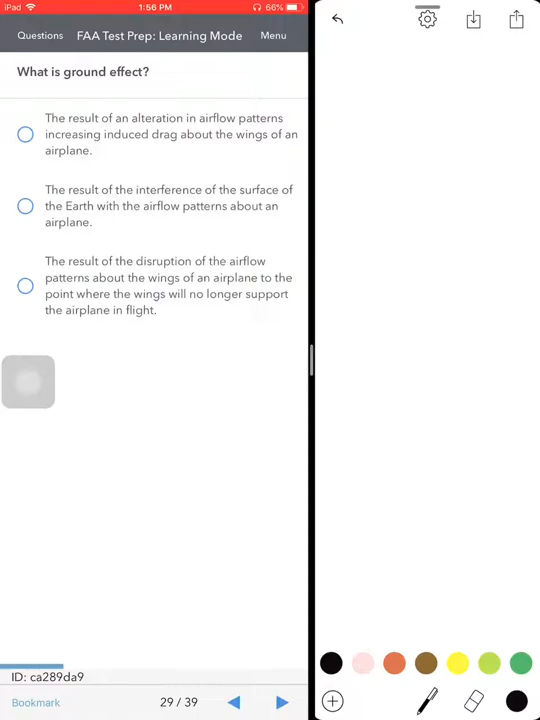 iPad 1:56 PM 66%
Questions FAA Test Prep: Learning Mode Menu
What is ground effect?
The result of an alteration in airflow patterns
increasing induced drag about the wings of an
airplane.
The result of the interference of the surface of
the Earth with the airflow patterns about an
airplane.
The result of the disruption of the airflow
patterns about the wings of an airplane to the
point where the wings will no longer support
the airplane in flight.
ID: ca289da9
Bookmark 29 / 39